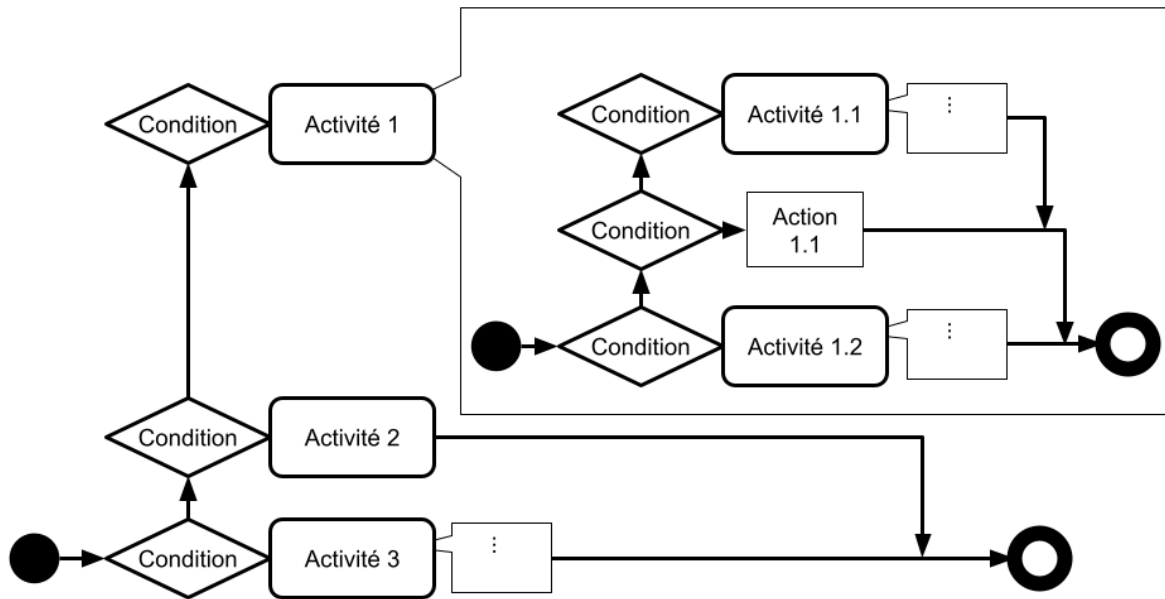 Condition
Activité 1
Condition
Activité 1.1
⋮
Condition
Action
1.1
Condition
Activité 1.2
⋮
Condition
Activité 2
Condition
Activité 3
⋮